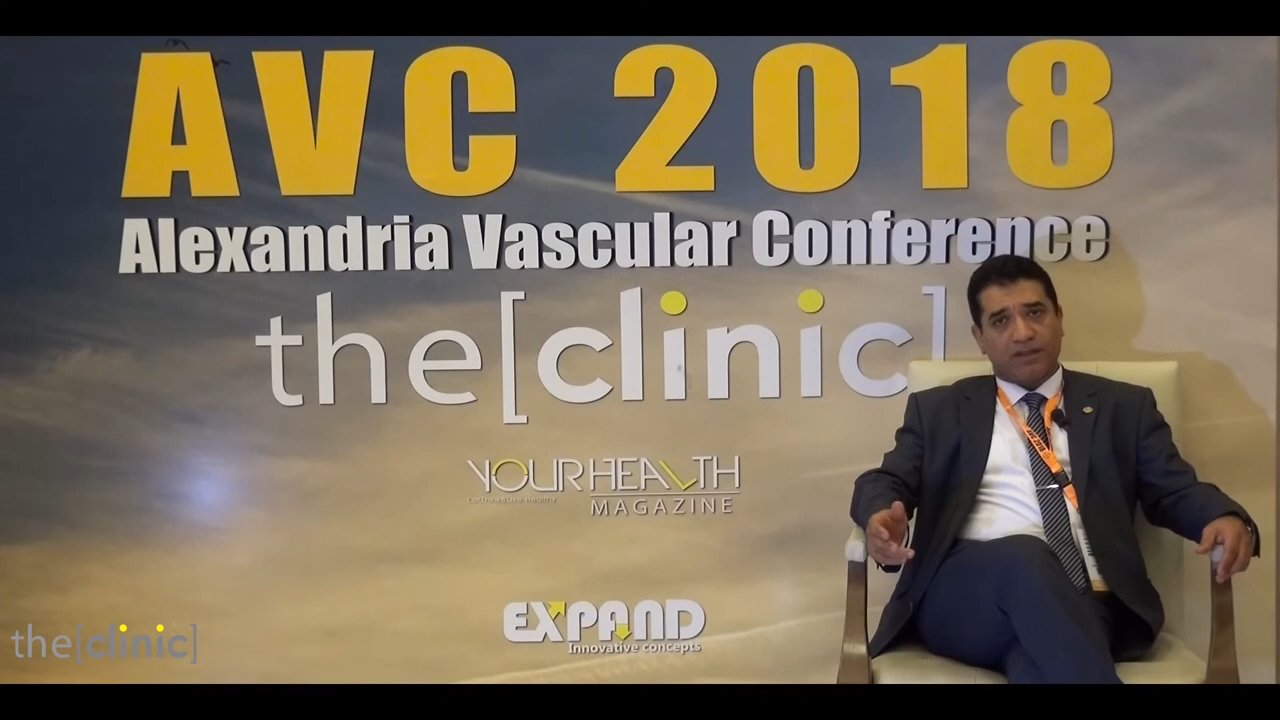 AVC 2018
Alexandria Vascular Conference
the[clinic]
YOURHEALTH
MAGAZINE
EXPAND
Innovative concepts
the[clinic]